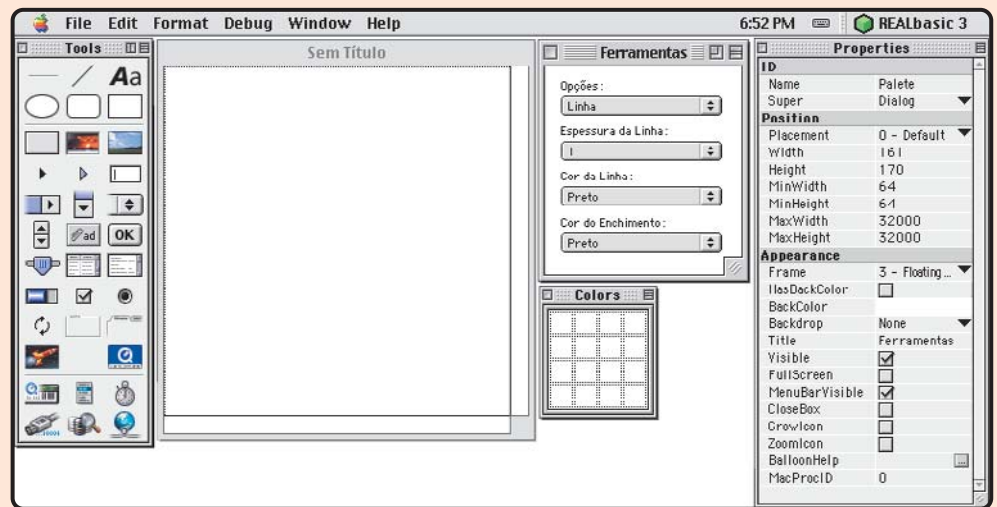 File Edit Format Debug Window Help 6:52 PM REALbasic 3
Tools
Aa
ad
OK
Sem Título
Ferramentas
Opções:
Linha
Espessura da Linha:
1
Cor da Linha:
Preto
Cor do Enchimento:
Preto
Colors
Properties
ID
Name Palete
Super Dialog
Position
Placement 0 - Default
Width 161
Height 170
MinWidth 64
MinHeight 64
MaxWidth 32000
MaxHeight 32000
Appearance
Frame 3 - Floating ...
HasBackColor
BackColor
Backdrop None
Title Ferramentas
Visible
FullScreen
MenuBarVisible
CloseBox
GrowIcon
ZoomIcon
BalloonHelp ...
MacProcID 0